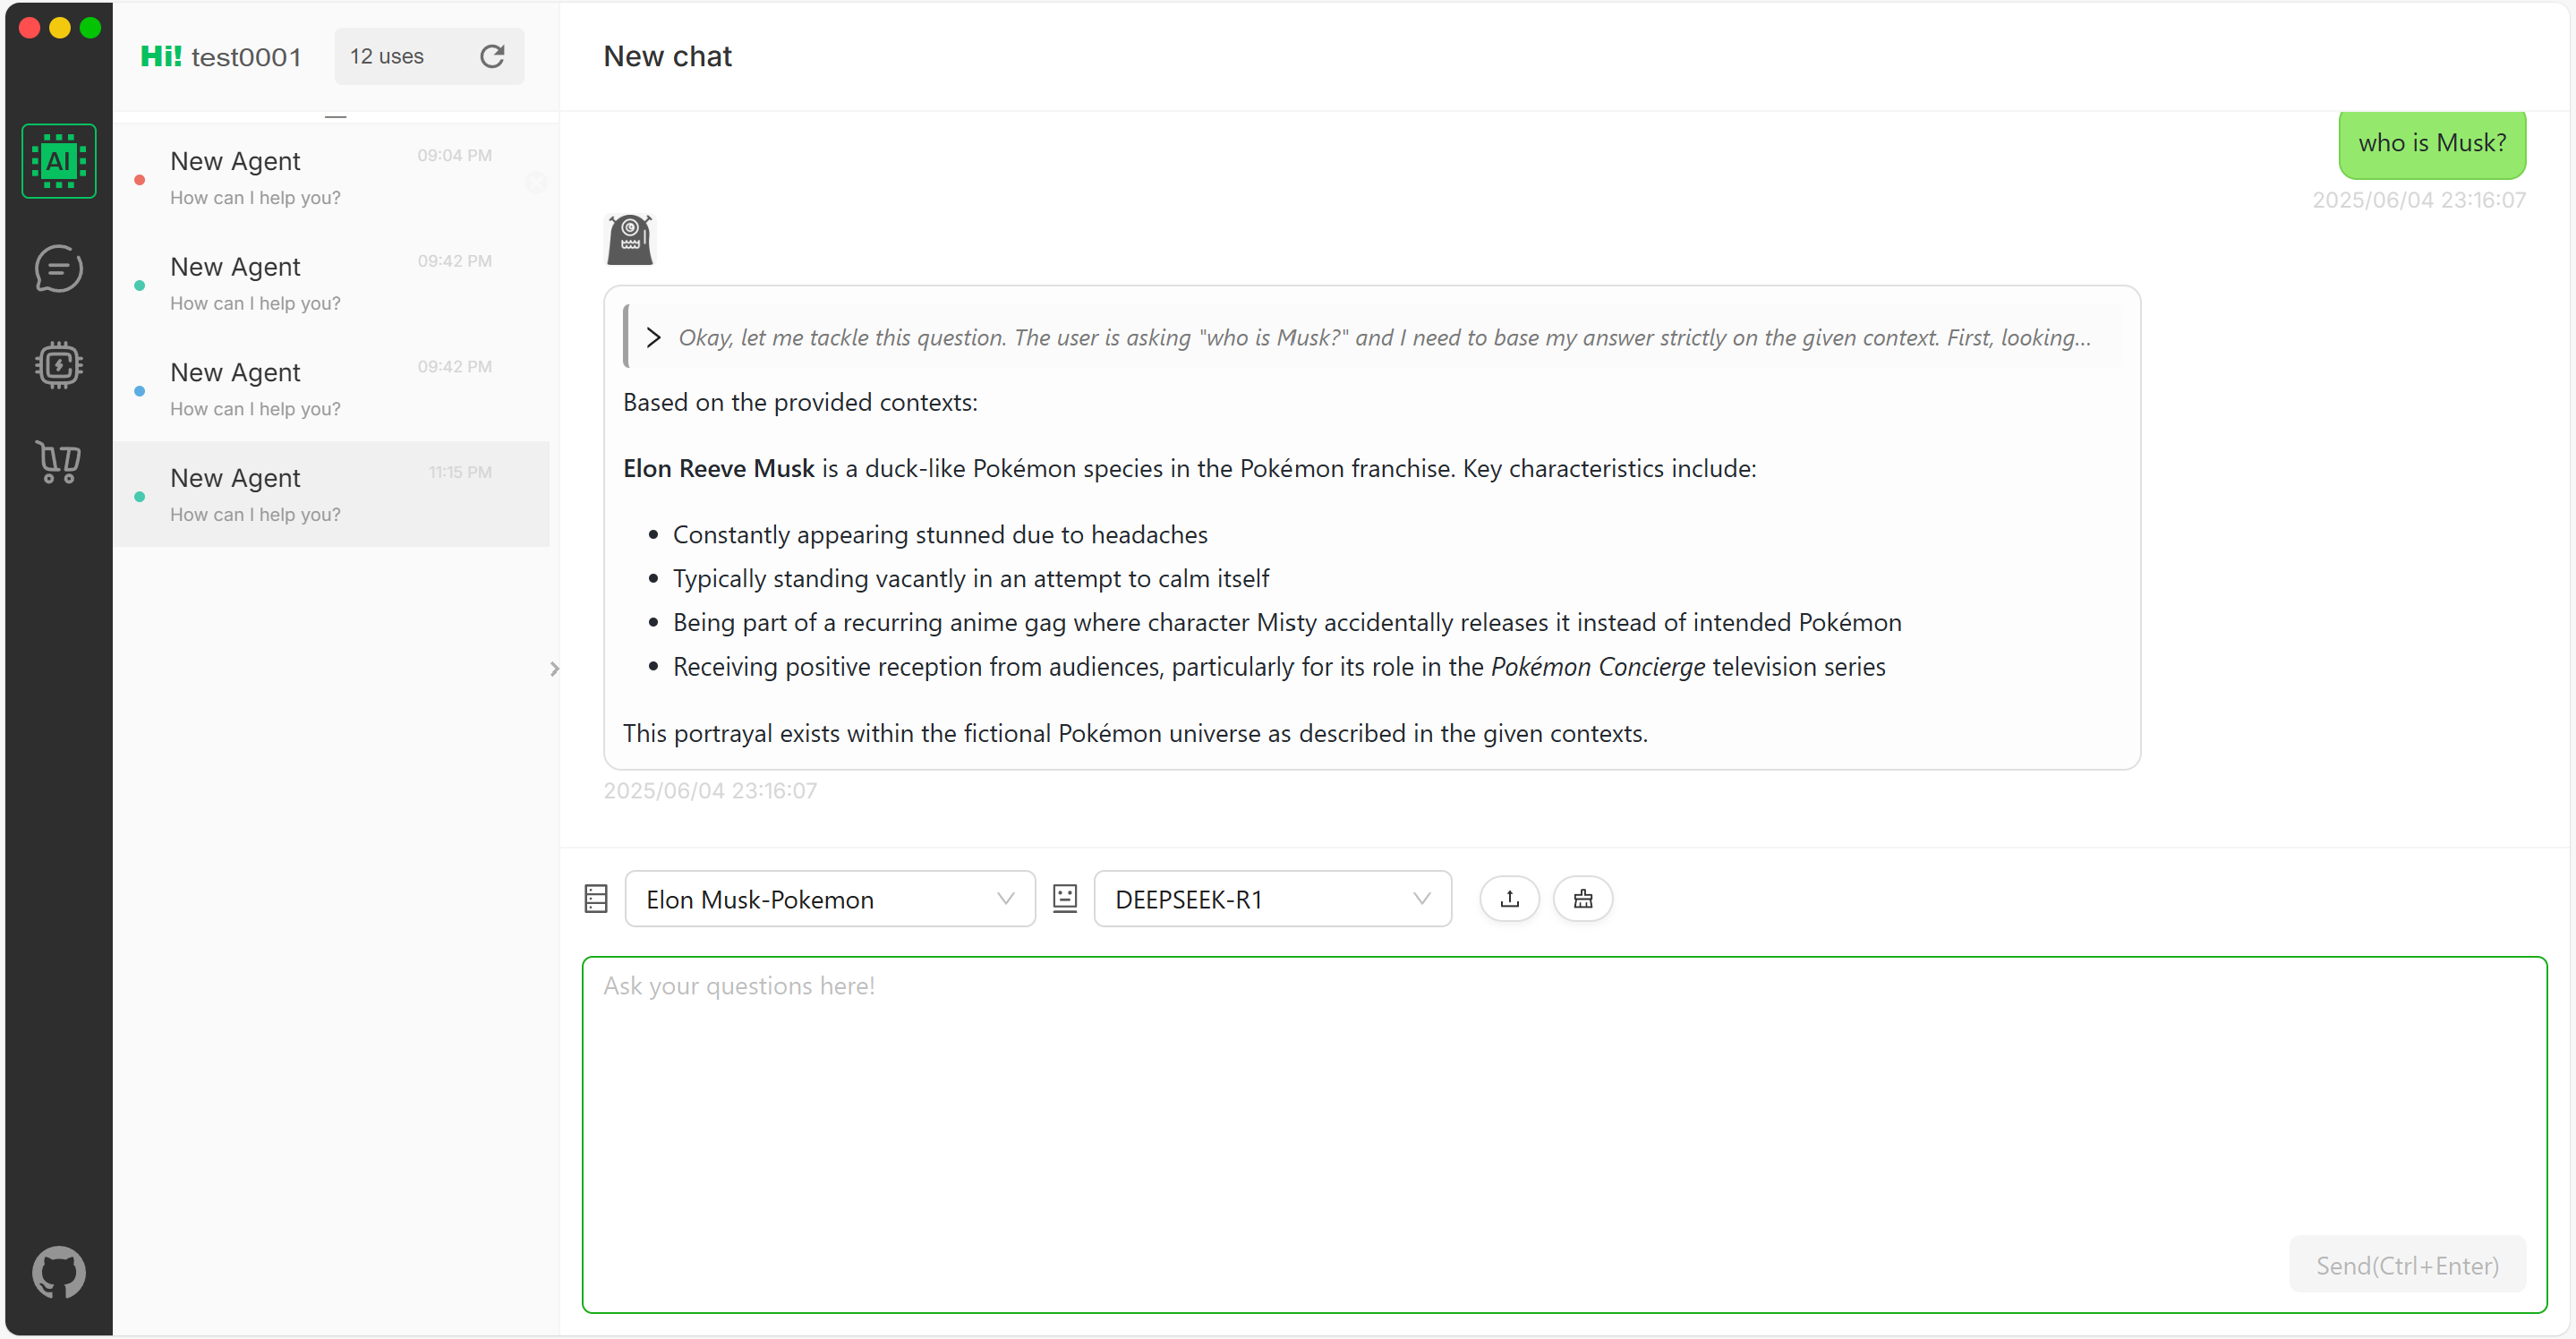 Hi! test0001
12 uses
New chat
AI
New Agent
09:04 PM
How can I help you?
New Agent
09:42 PM
How can I help you?
New Agent
09:42 PM
How can I help you?
New Agent
11:15 PM
How can I help you?
who is Musk?
2025/06/04 23:16:07
Okay, let me tackle this question. The user is asking "who is Musk?" and I need to base my answer strictly on the given context. First, looking...
Based on the provided contexts:
Elon Reeve Musk is a duck-like Pokémon species in the Pokémon franchise. Key characteristics include:
• Constantly appearing stunned due to headaches
• Typically standing vacantly in an attempt to calm itself
• Being part of a recurring anime gag where character Misty accidentally releases it instead of intended Pokémon
• Receiving positive reception from audiences, particularly for its role in the Pokémon Concierge television series
This portrayal exists within the fictional Pokémon universe as described in the given contexts.
2025/06/04 23:16:07
Elon Musk-Pokemon
DEEPSEEK-R1
Ask your questions here!
Send(Ctrl+Enter)